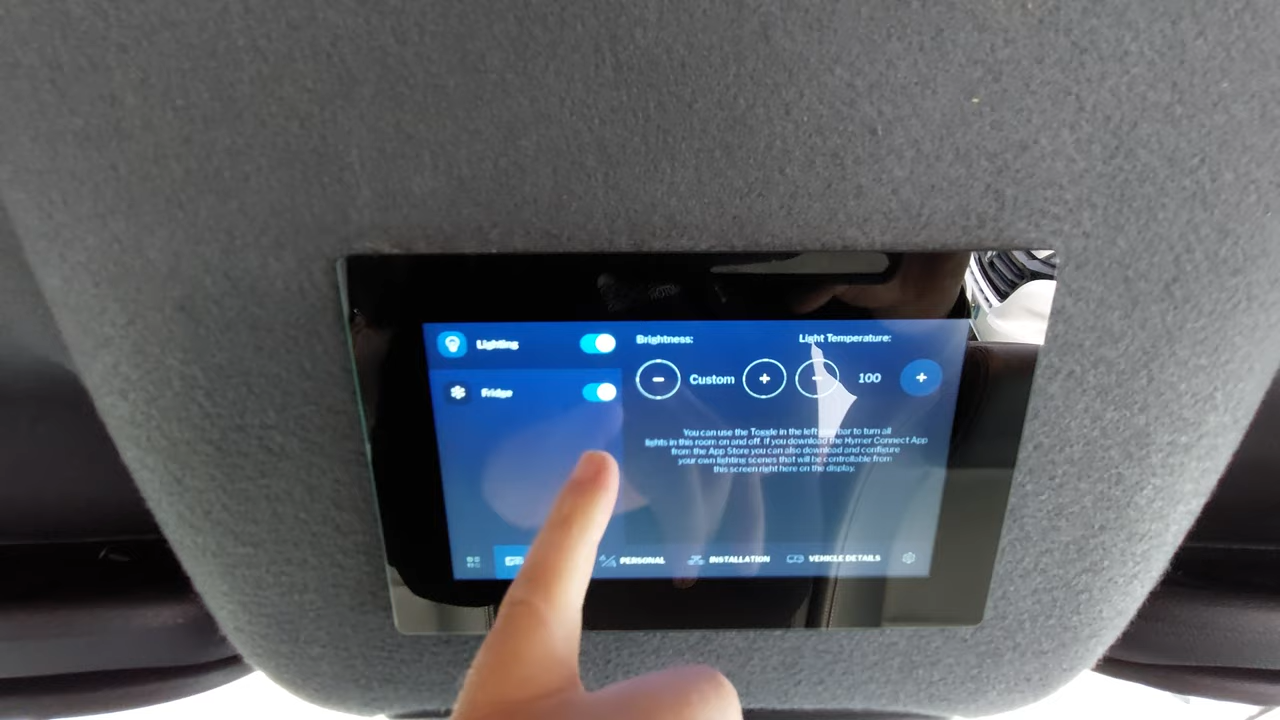 Lighting
Fridge
Brightness:
Light Temperature:
Custom
100
You can use the Toggle in the left bar to turn all
lights in this room on and off. If you download the Hymer Connect App
from the App Store you can also download and configure
your own lighting scenes that will be controllable from
this screen right here on the display.
PERSONAL
INSTALLATION
VEHICLE DETAILS